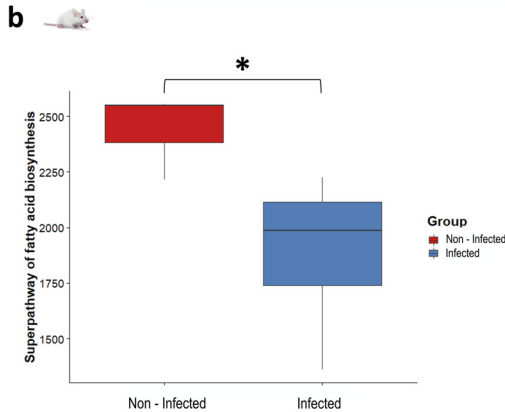 b
*
Superpathway of fatty acid biosynthesis
2500
2250
2000
1750
1500
Non - Infected
Infected
Group
Non - Infected
Infected